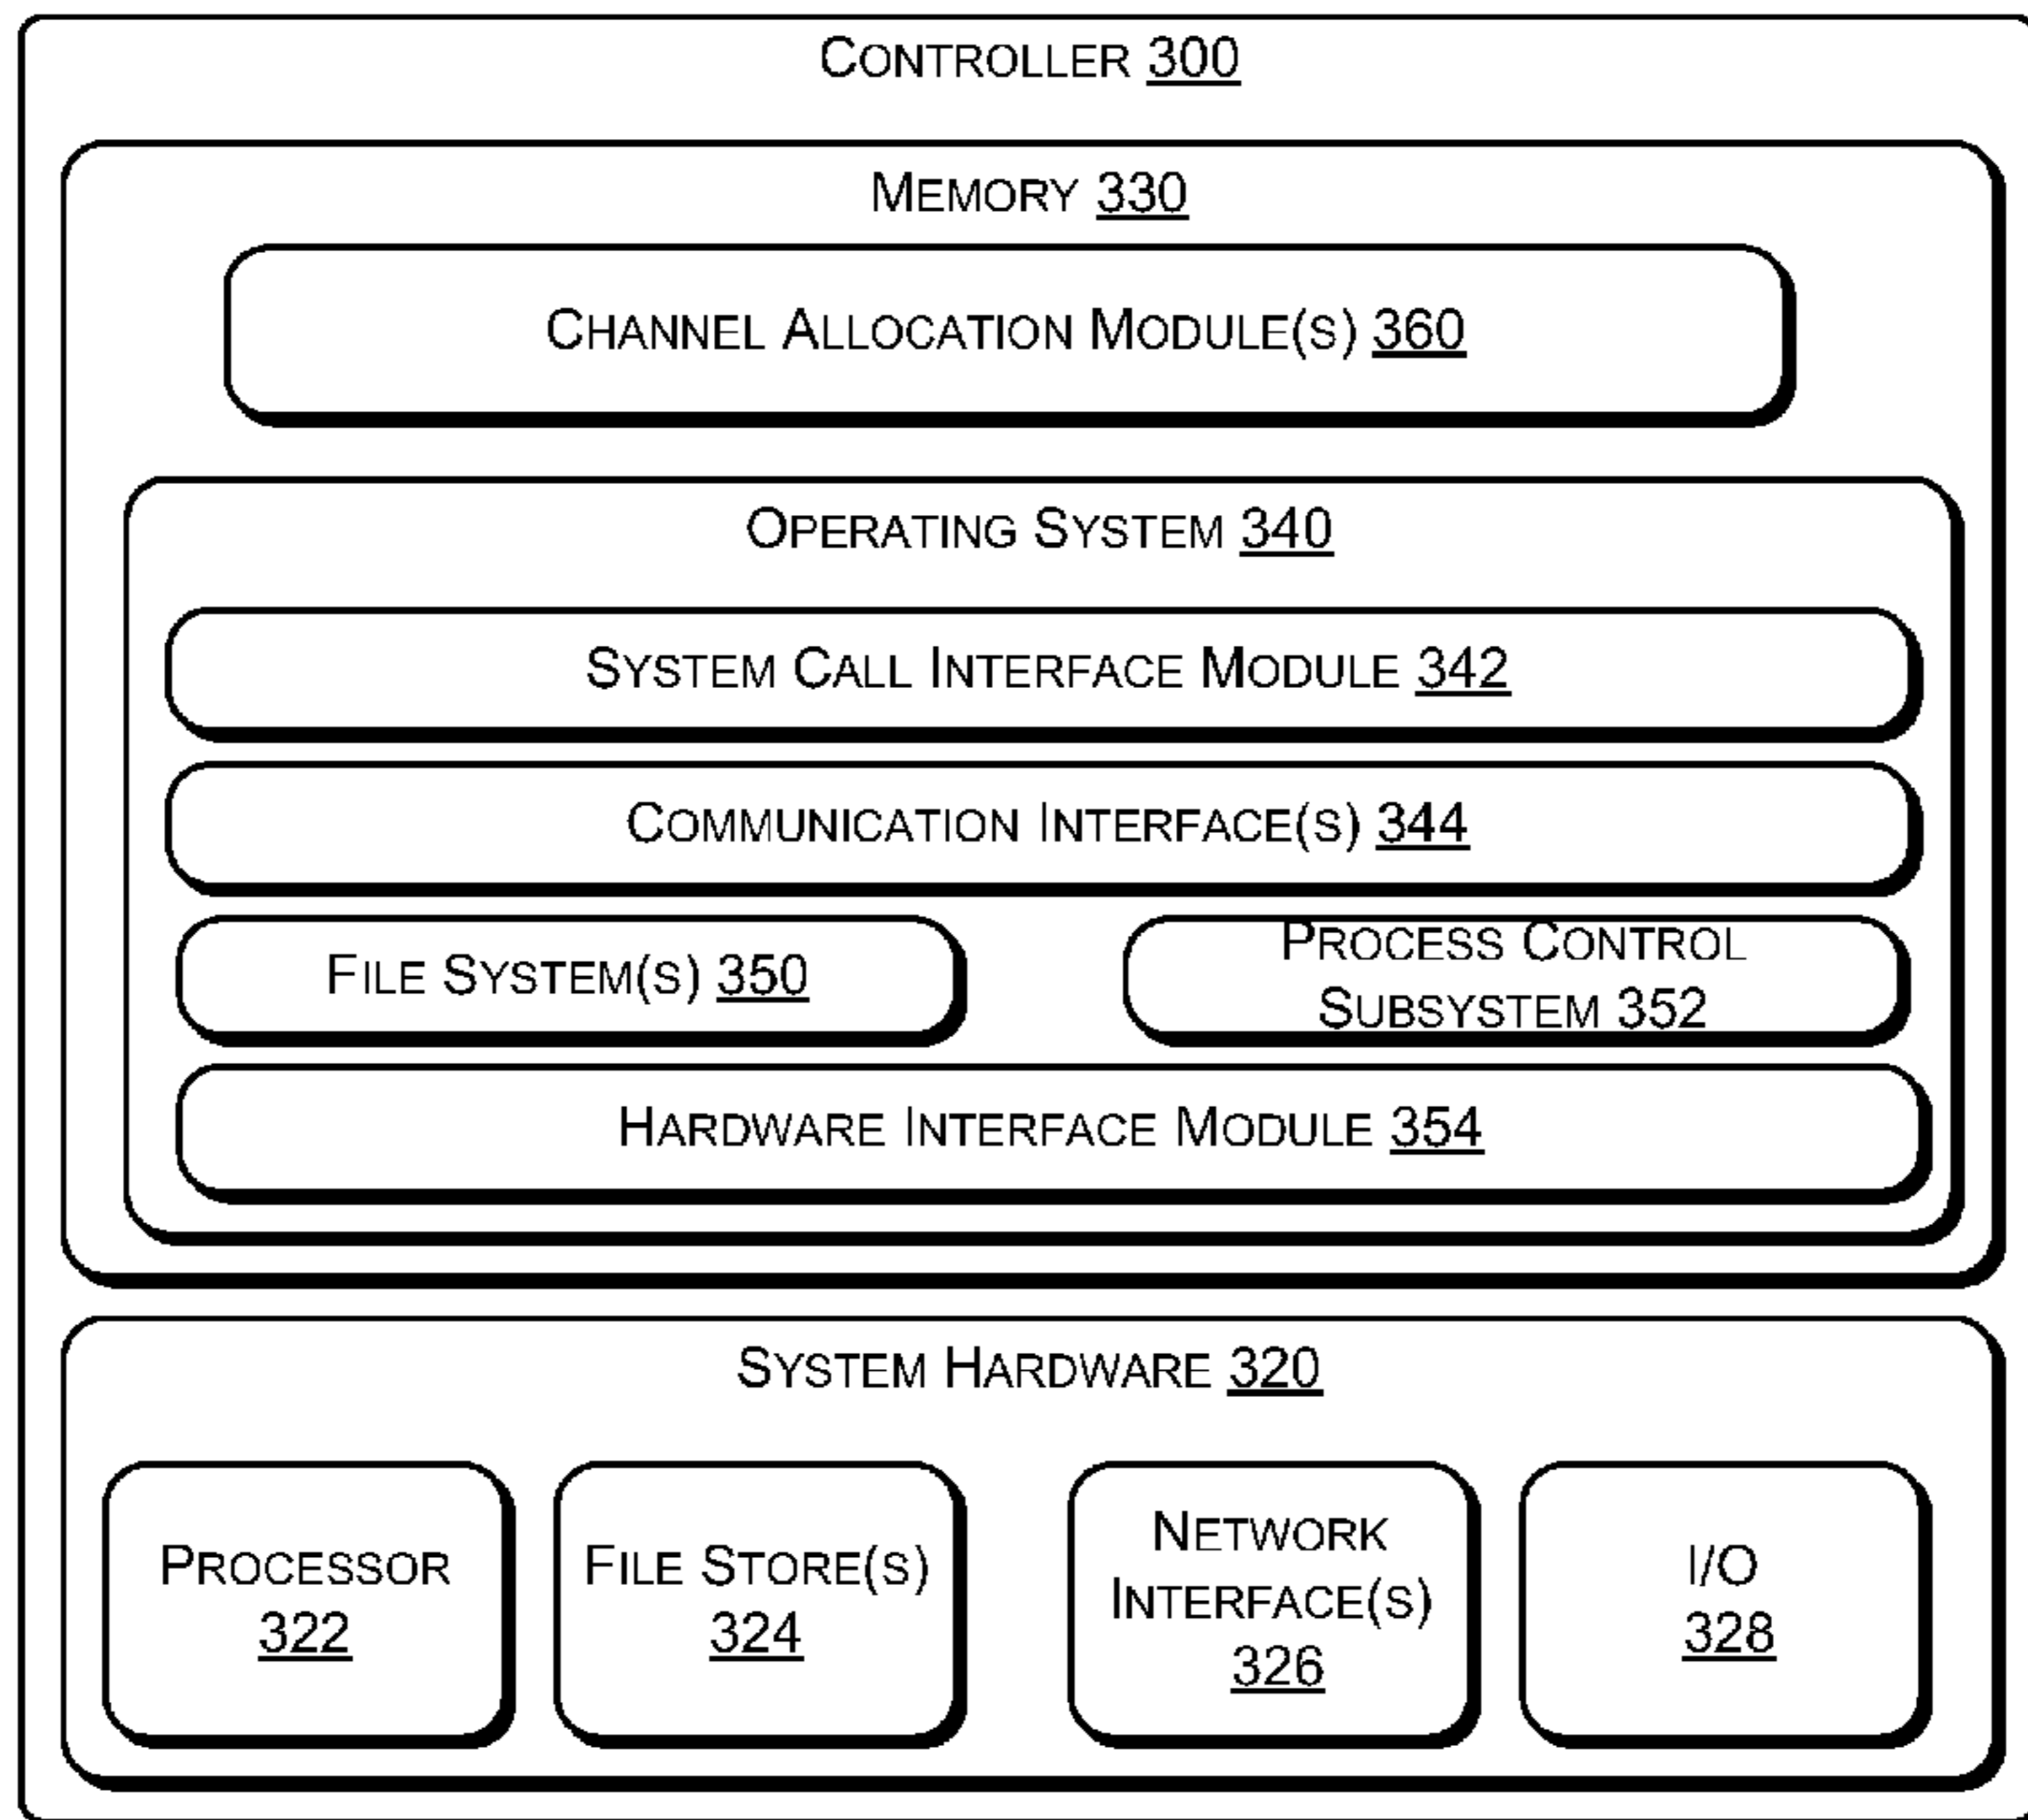 CONTROLLER 300
MEMORY 330
CHANNEL ALLOCATION MODULE(S) 360
OPERATING SYSTEM 340
SYSTEM CALL INTERFACE MODULE 342
COMMUNICATION INTERFACE(S) 344
FILE SYSTEM(S) 350
PROCESS CONTROL
SUBSYSTEM 352
HARDWARE INTERFACE MODULE 354
SYSTEM HARDWARE 320
PROCESSOR
322
FILE STORE(S)
324
NETWORK
INTERFACE(S)
326
I/O
328